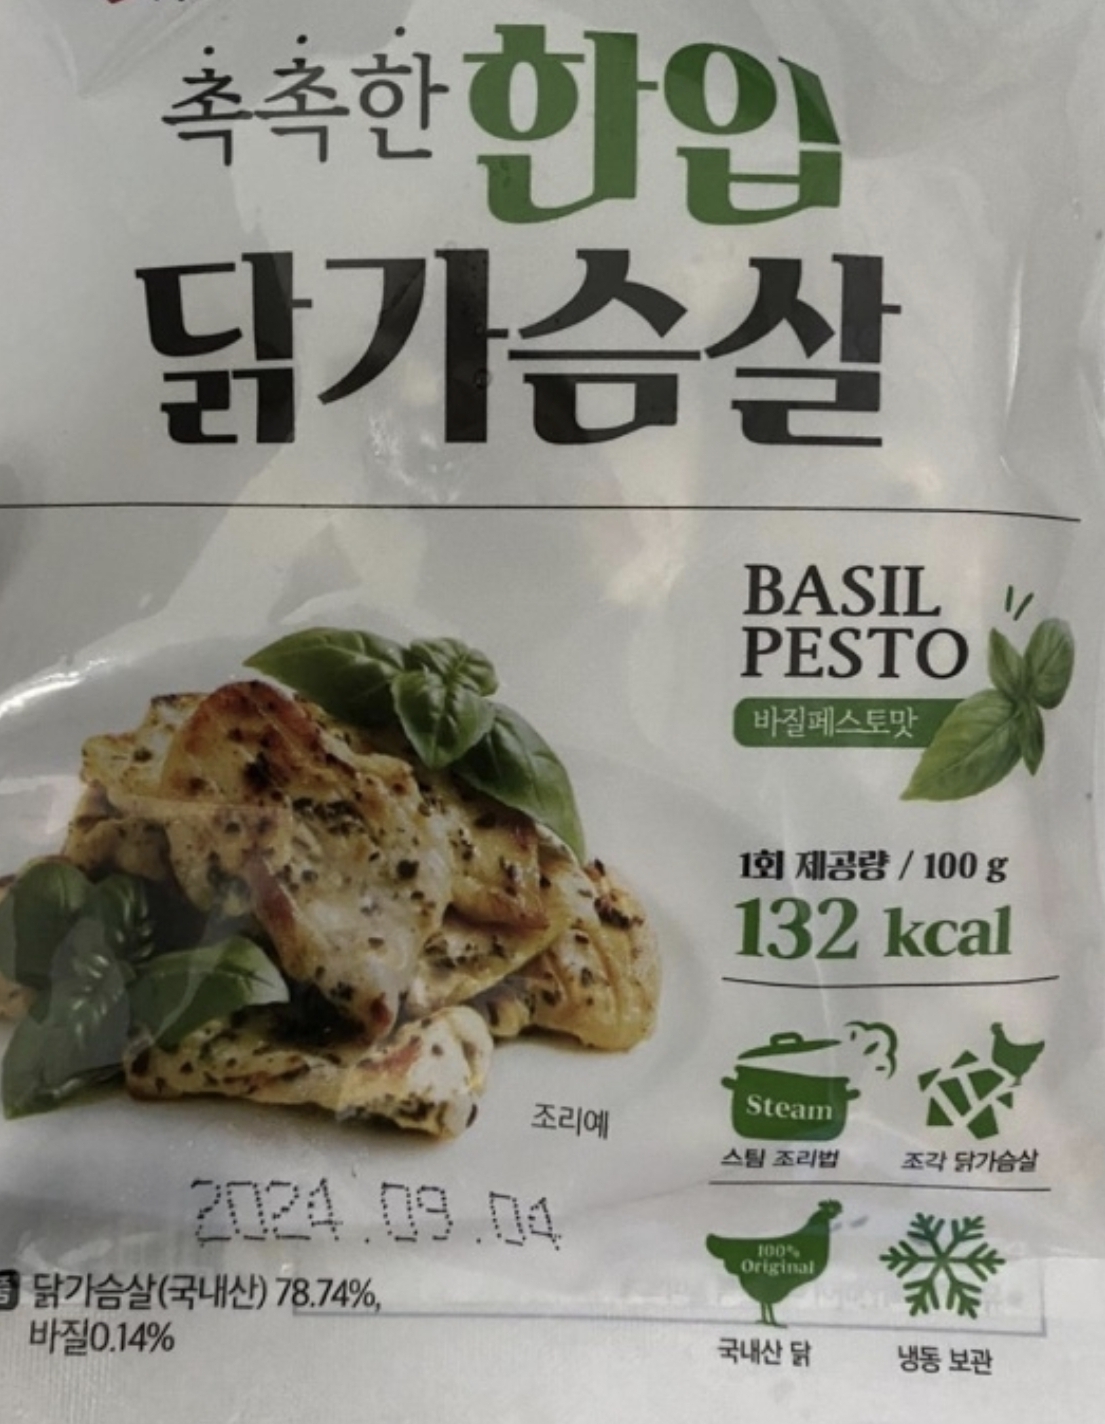 촉촉한 한입
닭가슴살
BASIL
PESTO
바질페스토맛
1회 제공량 / 100 g
132 kcal
Steam
스팀 조리법
조각 닭가슴살
조리예
2024.09.04
100%
Original
국내산 닭
냉동 보관
닭가슴살(국내산) 78.74%,
바질0.14%